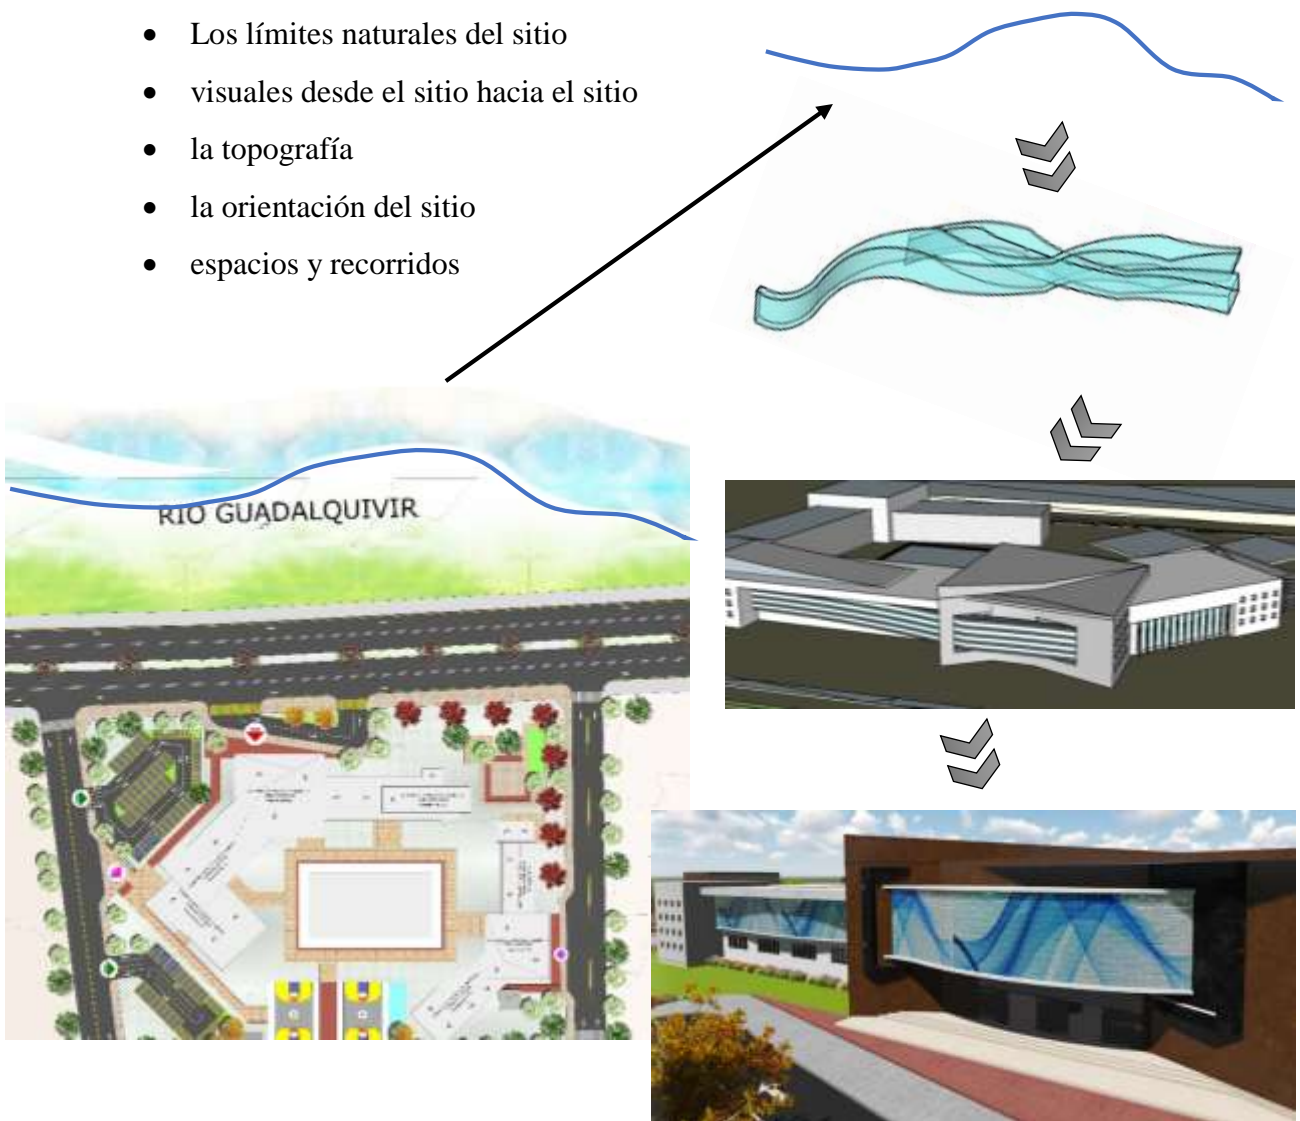 • Los límites naturales del sitio
• visuales desde el sitio hacia el sitio
• la topografía
• la orientación del sitio
• espacios y recorridos
RIO GUADALQUIVIR